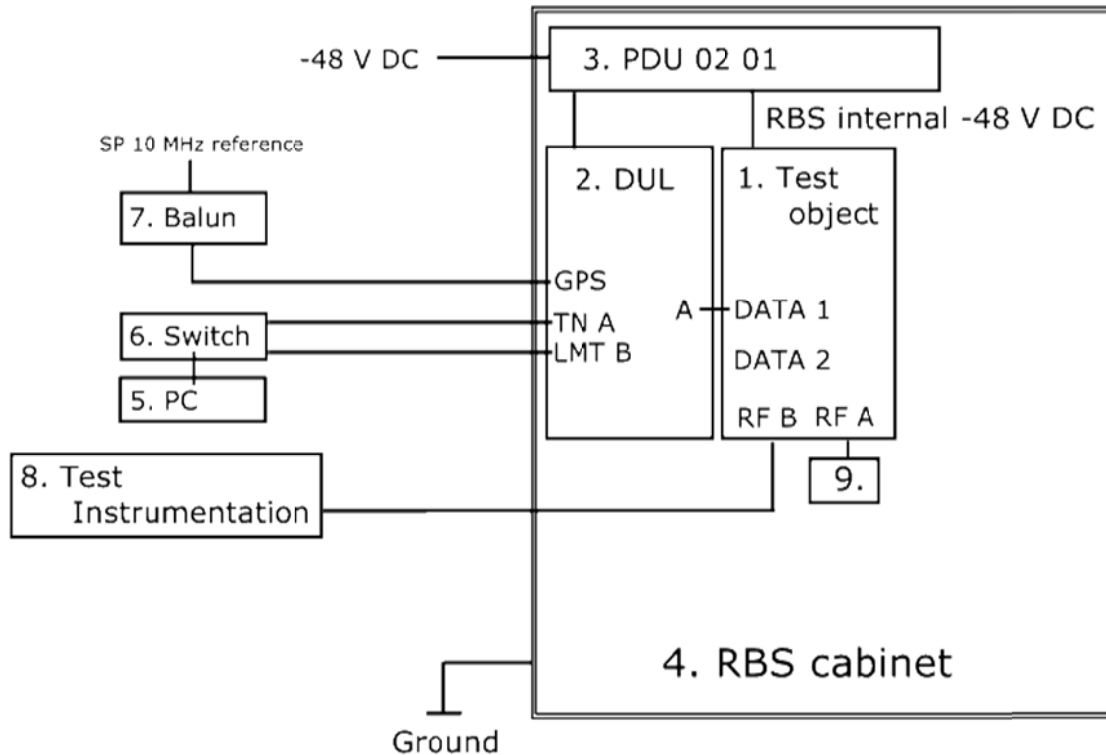 -48 V DC
3. PDU 02 01
RBS internal -48 V DC
SP 10 MHz reference
7. Balun
2. DUL
1. Test
object
GPS
6. Switch
TN A
LMT B
A
DATA 1
DATA 2
5. PC
RF B RF A
8. Test
Instrumentation
9.
4. RBS cabinet
Ground